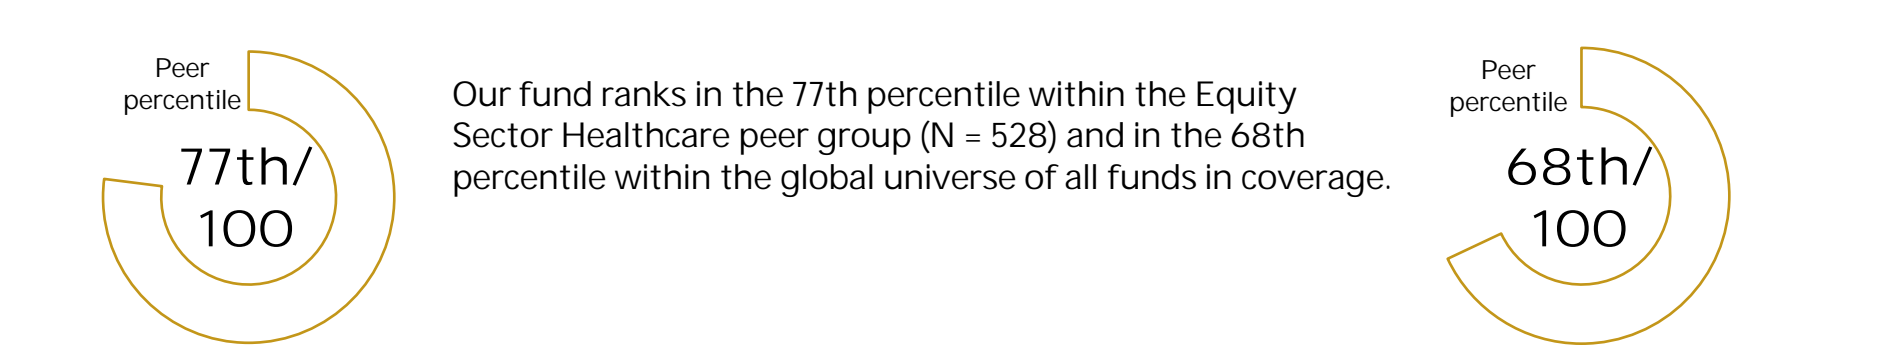 Peer
percentile
77th/
100
Our fund ranks in the 77th percentile within the Equity
Sector Healthcare peer group (N = 528) and in the 68th
percentile within the global universe of all funds in coverage.
Peer
percentile
68th/
100